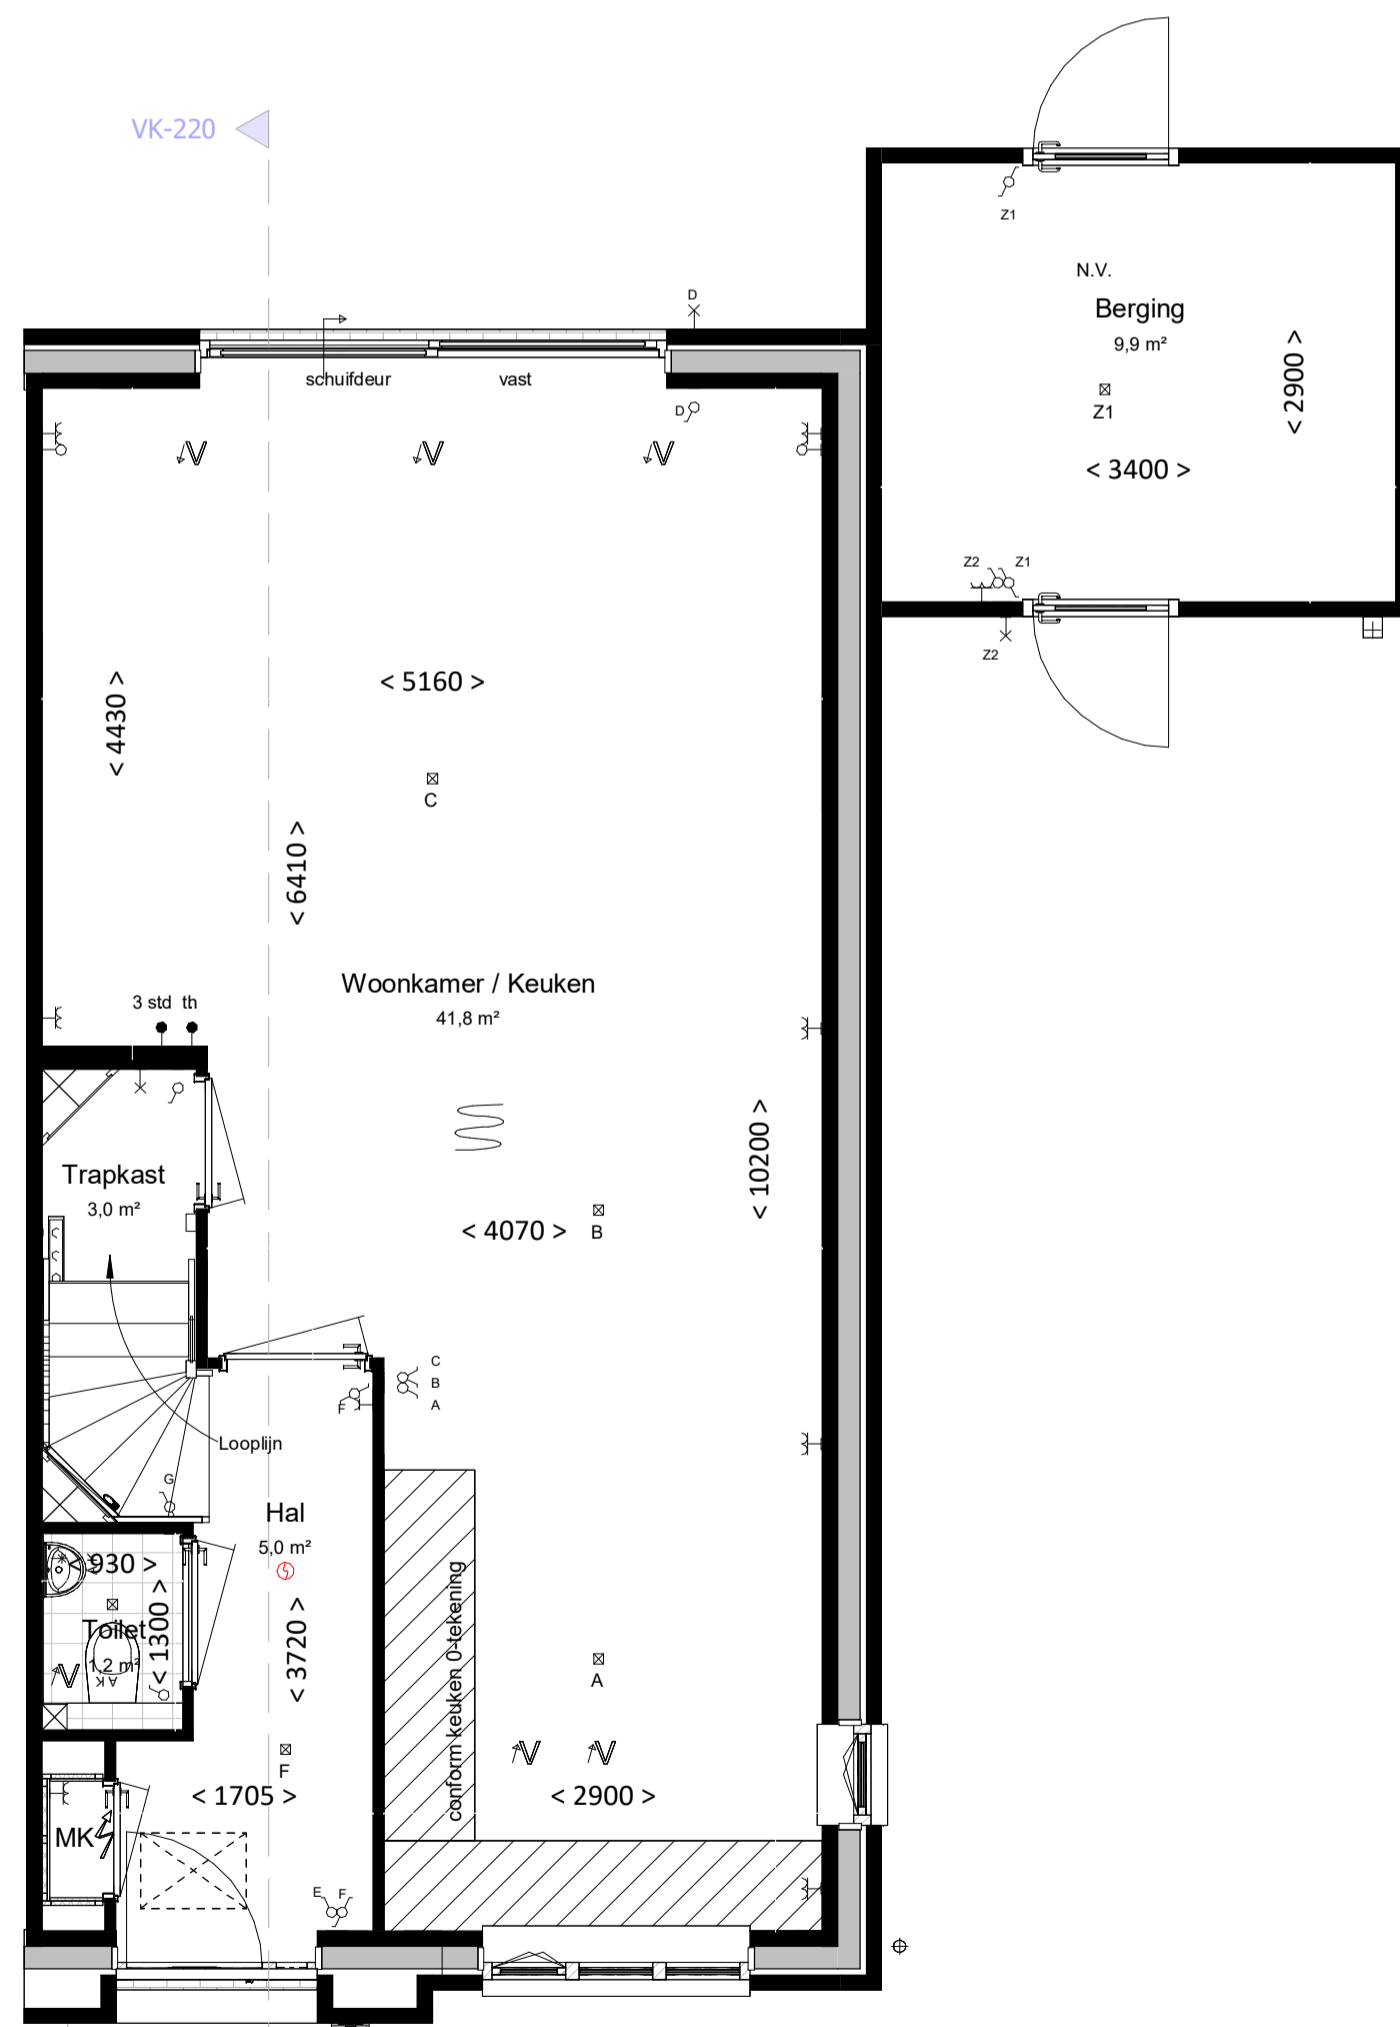 VK-220
Z1
N.V.
Berging
9,9 m²
Z1
< 2900 >
< 3400 >
Z2
Z1
Z2
D
schuifdeur
vast
D
V
V
V
< 5160 >
< 4430 >
C
< 6410 >
Woonkamer / Keuken
41,8 m²
3 std th
Trapkast
3,0 m²
< 10200 >
B
< 4070 >
C
B
A
F
Looplijn
G
Hal
5,0 m²
< 930 >
< 1300 >
Toilet
1,2 m²
V
< 3720 >
conform keuken 0-tekening
A
V
V
F
< 1705 >
< 2900 >
MK
E
F